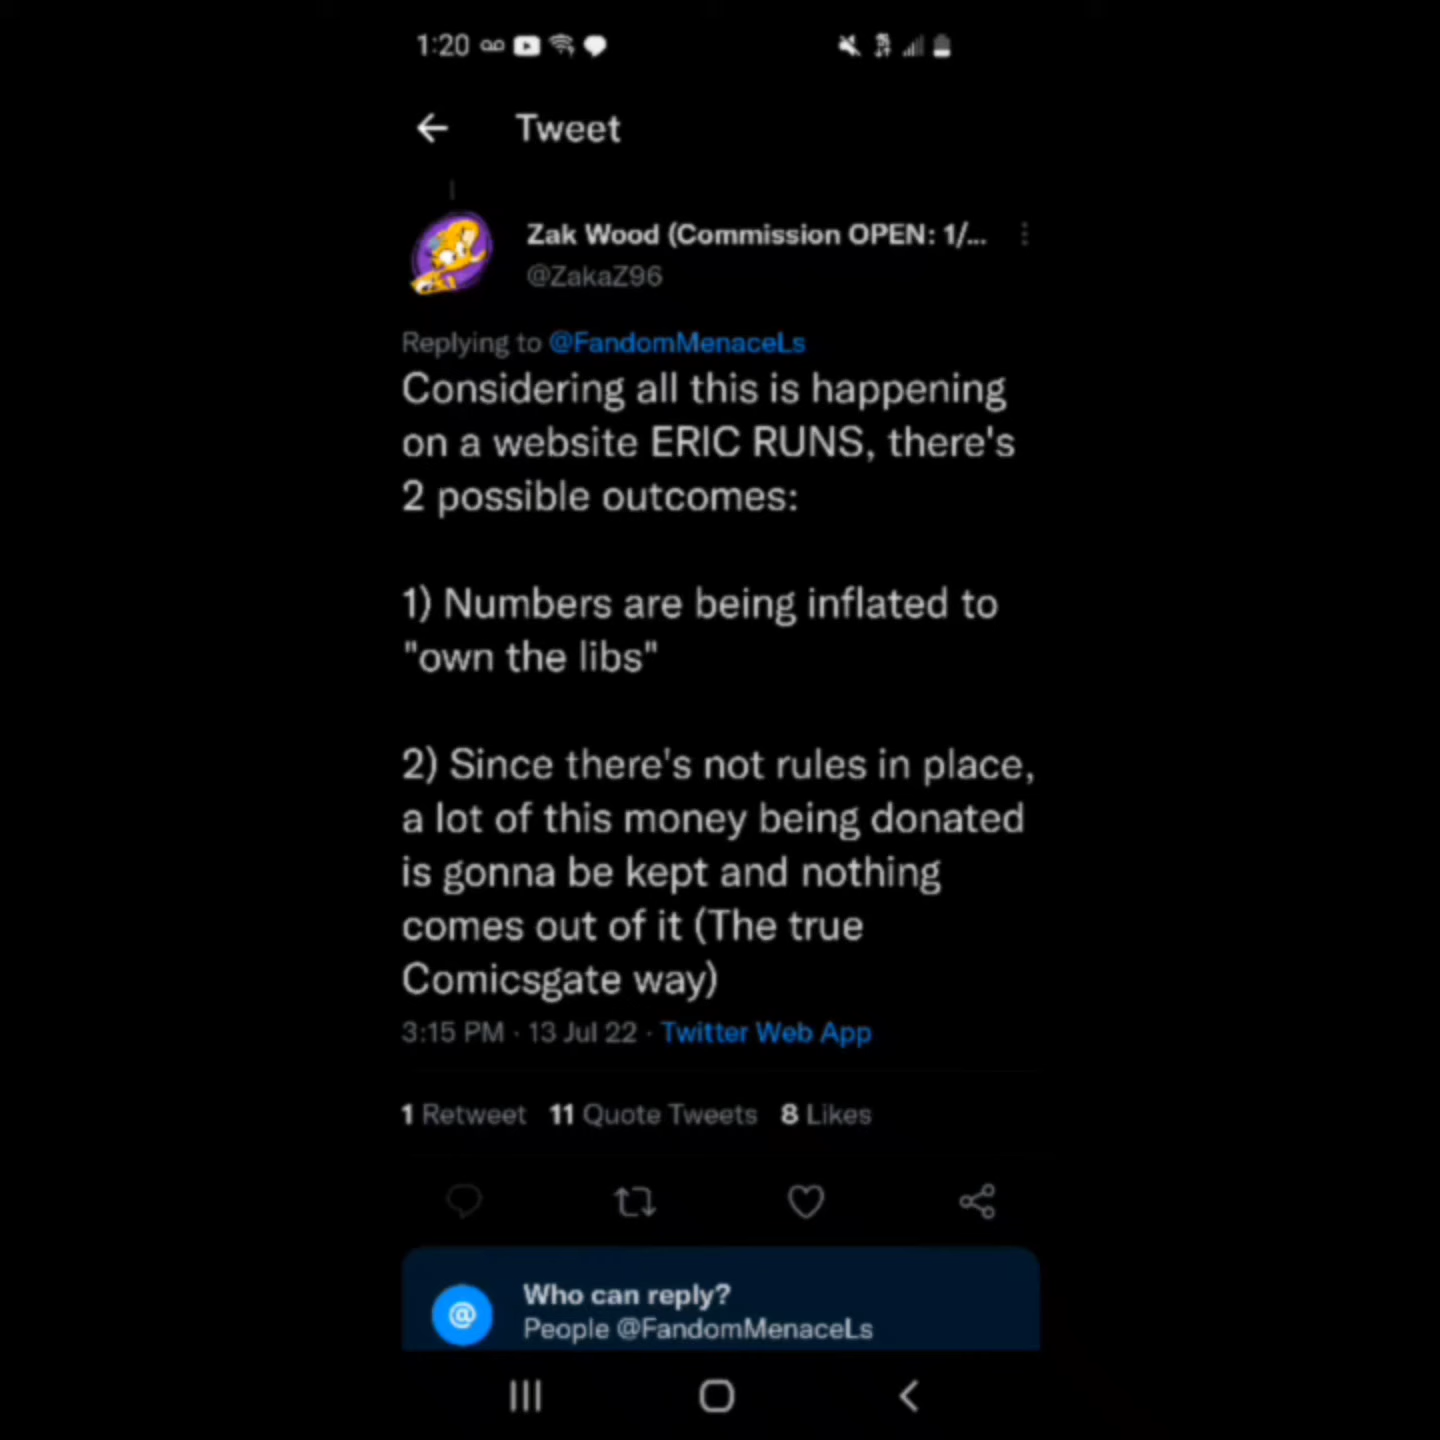 1:20
Tweet
Zak Wood (Commission OPEN: 1/...
@ZakaZ96
Replying to @FandomMenaceLs
Considering all this is happening
on a website ERIC RUNS, there's
2 possible outcomes:
1) Numbers are being inflated to
"own the libs"
2) Since there's not rules in place,
a lot of this money being donated
is gonna be kept and nothing
comes out of it (The true
Comicsgate way)
3:15 PM · 13 Jul 22 · Twitter Web App
1 Retweet 11 Quote Tweets 8 Likes
Who can reply?
People @FandomMenaceLs